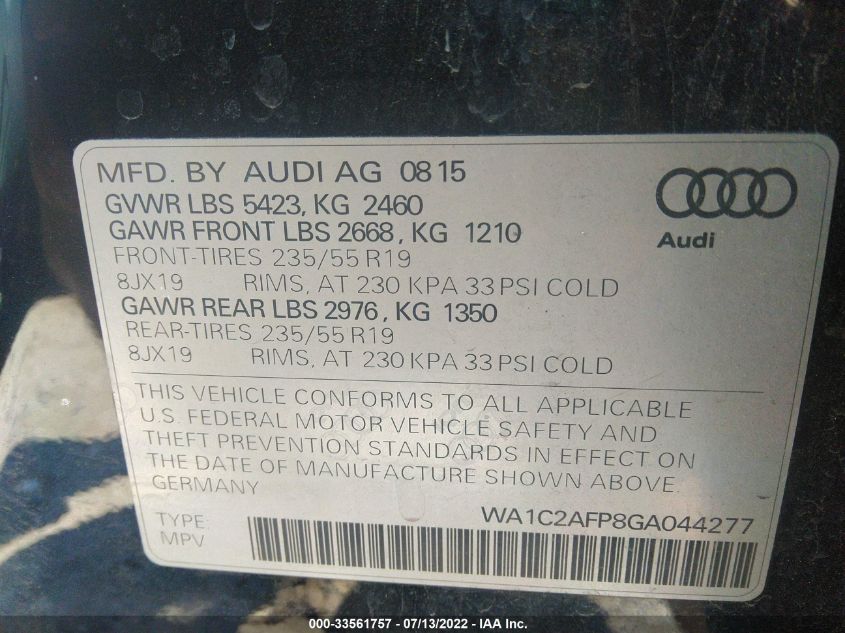 MFD. BY AUDI AG 08 15
GVWR LBS 5423, KG 2460
GAWR FRONT LBS 2668, KG 1210
FRONT-TIRES 235/55 R19
8JX19 RIMS, AT 230 KPA 33 PSI COLD
GAWR REAR LBS 2976, KG 1350
REAR-TIRES 235/55 R19
8JX19 RIMS, AT 230 KPA 33 PSI COLD
Audi
THIS VEHICLE CONFORMS TO ALL APPLICABLE
U.S. FEDERAL MOTOR VEHICLE SAFETY AND
THEFT PREVENTION STANDARDS IN EFFECT ON
THE DATE OF MANUFACTURE SHOWN ABOVE.
GERMANY
WA1C2AFP8GA044277
TYPE:
MPV
000-33561757 - 07/13/2022 - IAA Inc.